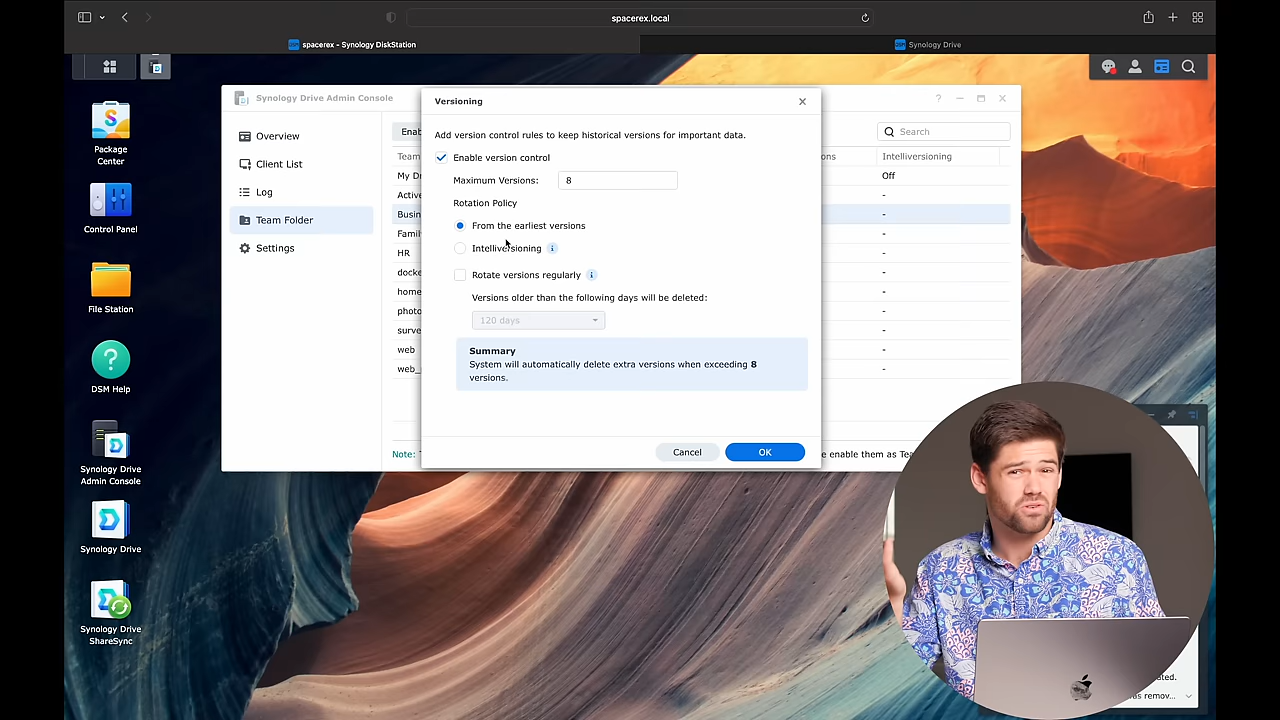 spacerex.local
spacerex - Synology DiskStation
Synology Drive
Package
Center
Control Panel
File Station
?
DSM Help
Synology Drive
Admin Console
Synology Drive
Synology Drive
ShareSync
Synology Drive Admin Console
?
Overview
Client List
Log
Team Folder
Settings
Search
Intelliversioning
Off
-
-
-
-
-
-
-
-
-
-
HR
web
Note:
Versioning
Add version control rules to keep historical versions for important data.
Enable version control
Maximum Versions: 8
Rotation Policy
From the earliest versions
Intelliversioning i
Rotate versions regularly i
Versions older than the following days will be deleted:
120 days
Summary
System will automatically delete extra versions when exceeding 8
versions.
Cancel OK